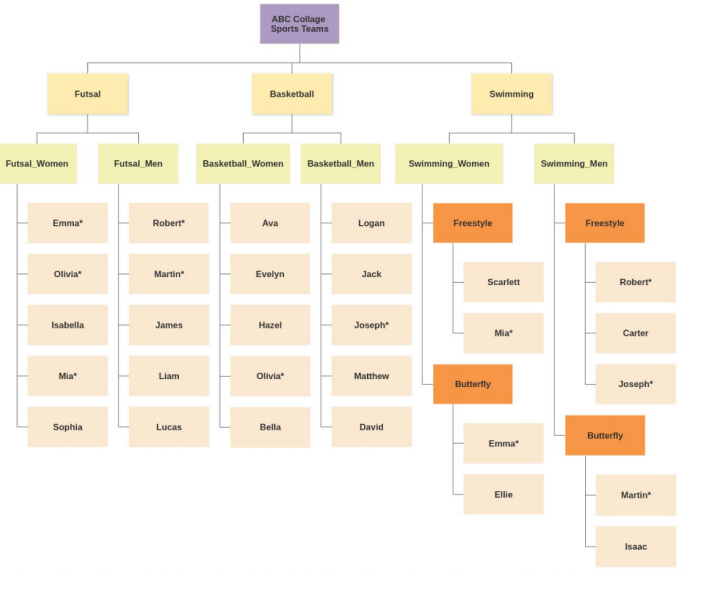 ABC Collage
Sports Teams
Futsal
Basketball
Swimming
Futsal_Women
Futsal_Men
Basketball_Women
Basketball_Men
Swimming_Women
Swimming_Men
Emma*
Olivia*
Isabella
Mia*
Sophia
Robert*
Martin*
James
Liam
Lucas
Ava
Evelyn
Hazel
Olivia*
Bella
Logan
Jack
Joseph*
Matthew
David
Freestyle
Scarlett
Mia*
Butterfly
Emma*
Ellie
Freestyle
Robert*
Carter
Joseph*
Butterfly
Martin*
Isaac